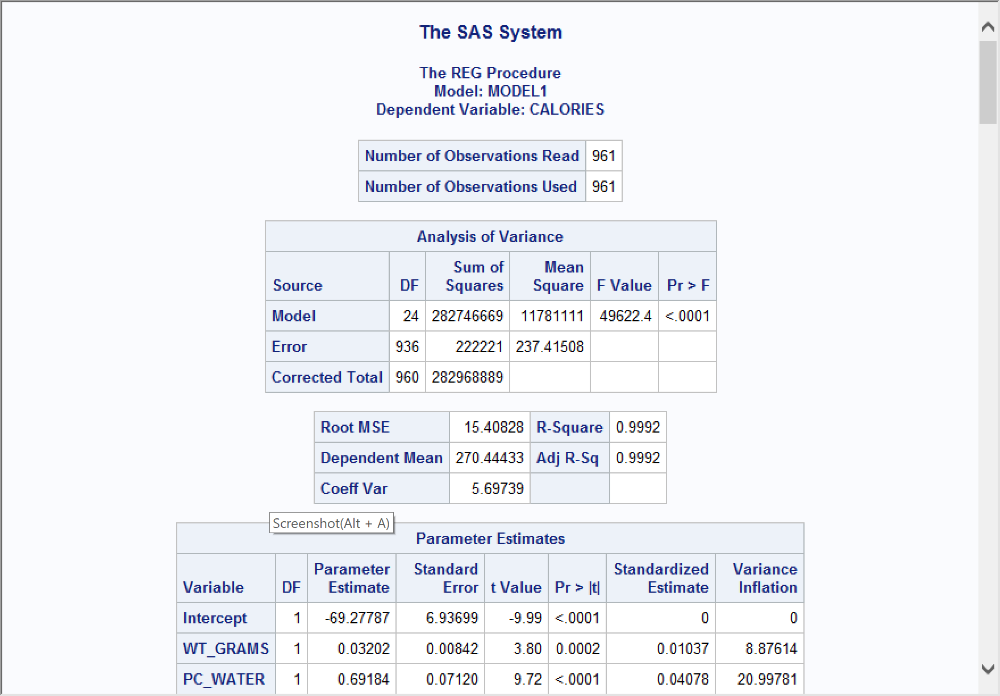 The SAS System
The REG Procedure
Model: MODEL1
Dependent Variable: CALORIES
Number of Observations Read 961
Number of Observations Used 961
Analysis of Variance
Source DF Sum of Squares Mean Square F Value Pr > F
Model 24 282746669 11781111 49622.4 <.0001
Error 936 222221 237.41508
Corrected Total 960 282968889
Root MSE 15.40828 R-Square 0.9992
Dependent Mean 270.44433 Adj R-Sq 0.9992
Coeff Var 5.69739
Screenshot(Alt + A)
Parameter Estimates
Variable DF Parameter Estimate Standard Error t Value Pr > |t| Standardized Estimate Variance Inflation
Intercept 1 -69.27787 6.93699 -9.99 <.0001 0 0
WT_GRAMS 1 0.03202 0.00842 3.80 0.0002 0.01037 8.87614
PC_WATER 1 0.69184 0.07120 9.72 <.0001 0.04078 20.99781